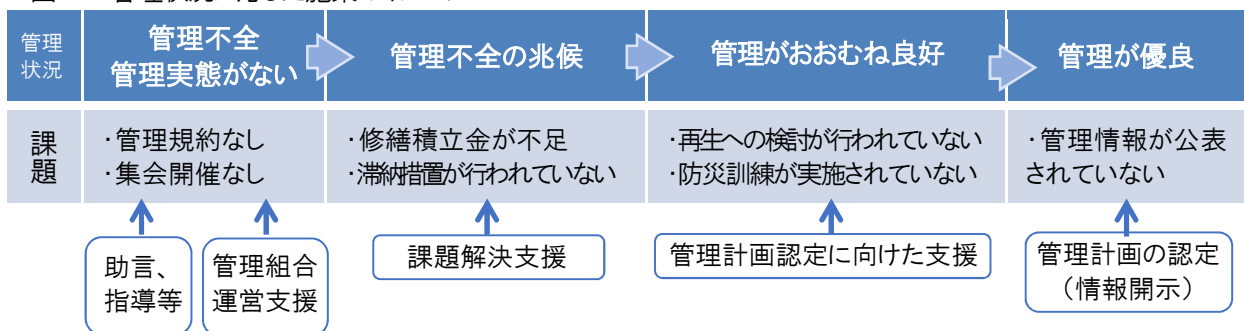 管理
状況
管理不全
管理実態がない
管理不全の兆候
管理がおおむね良好
管理が優良
課
題
・管理規約なし
・集会開催なし
・修繕積立金が不足
・滞納措置が行われていない
・再生への検討が行われていない
・防災訓練が実施されていない
・管理情報が公表
されていない
助言、
指導等
管理組合
運営支援
課題解決支援
管理計画認定に向けた支援
管理計画の認定
（情報開示）